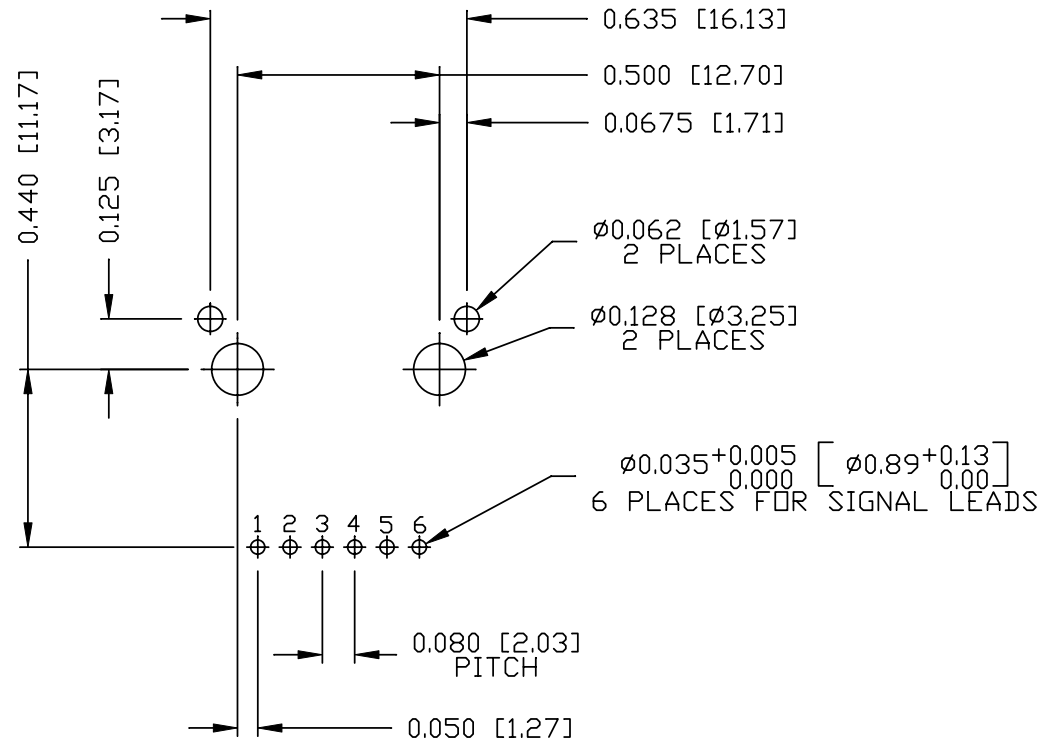 0.635 [16.13]
0.500 [12.70]
0.0675 [1.71]
0.440 [11.17]
0.125 [3.17]
Ø0.062 [Ø1.57]
2 PLACES
Ø0.128 [Ø3.25]
2 PLACES
Ø0.035+0.005 [Ø0.89+0.13]
0.000 0.00
6 PLACES FOR SIGNAL LEADS
1 2 3 4 5 6
0.080 [2.03]
PITCH
0.050 [1.27]